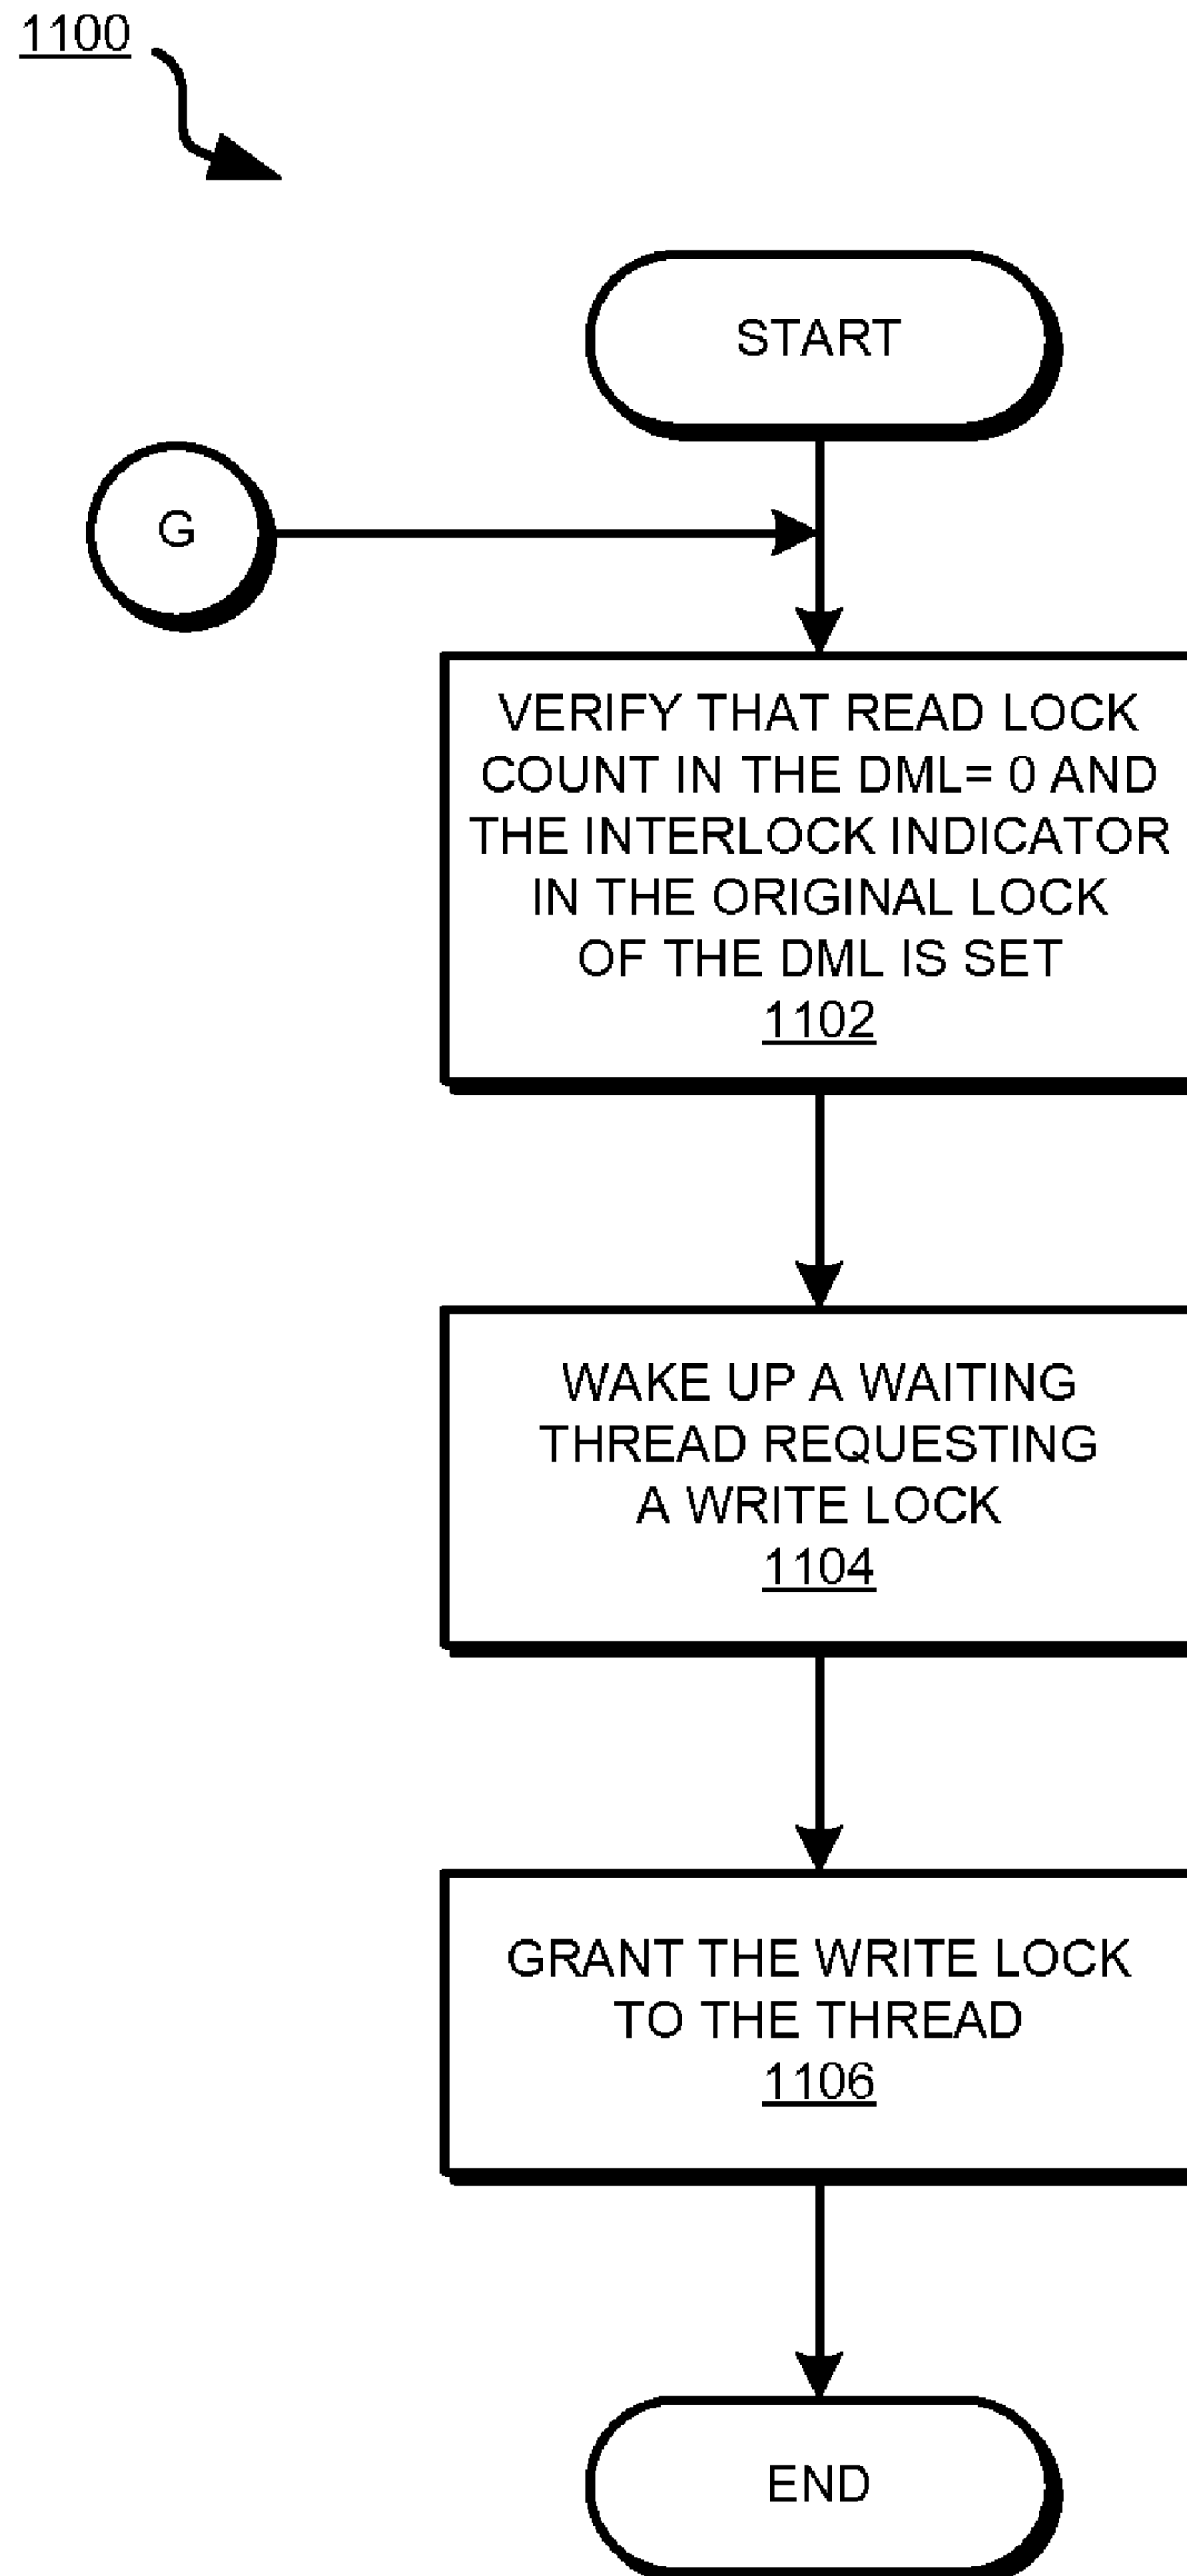 1100
START
G
VERIFY THAT READ LOCK
COUNT IN THE DML= 0 AND
THE INTERLOCK INDICATOR
IN THE ORIGINAL LOCK
OF THE DML IS SET
1102
WAKE UP A WAITING
THREAD REQUESTING
A WRITE LOCK
1104
GRANT THE WRITE LOCK
TO THE THREAD
1106
END